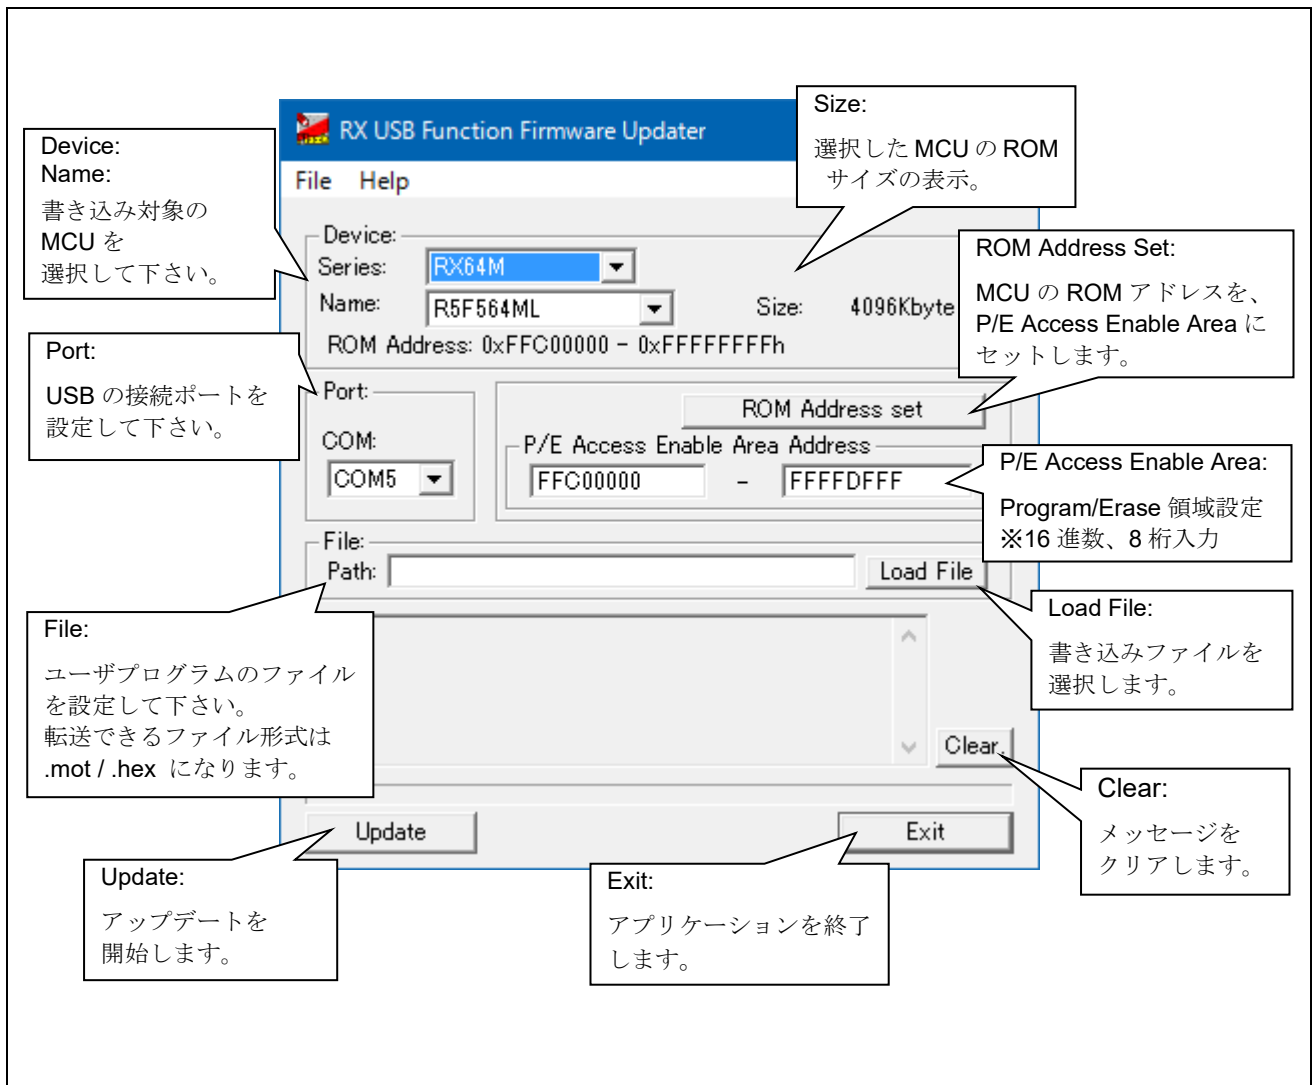 Size:
選択した MCU の ROM
サイズの表示。
RX USB Function Firmware Updater
Device:
Name:
書き込み対象の
MCU を
選択して下さい。
File Help
Device:
Series: RX64M
Name: R5F564ML Size: 4096Kbyte
ROM Address: 0xFFC00000 - 0xFFFFFFFFh
ROM Address Set:
MCU の ROM アドレスを、
P/E Access Enable Area に
セットします。
Port:
USB の接続ポートを
設定して下さい。
Port:
COM:
COM5
ROM Address set
P/E Access Enable Area Address
FFC00000 - FFFFDFFF
P/E Access Enable Area:
Program/Erase 領域設定
※16 進数、8 桁入力
File:
Path: Load File
File:
ユーザプログラムのファイル
を設定して下さい。
転送できるファイル形式は
.mot / .hex になります。
Load File:
書き込みファイルを
選択します。
Clear
Clear:
メッセージを
クリアします。
Update Exit
Update:
アップデートを
開始します。
Exit:
アプリケーションを終了
します。